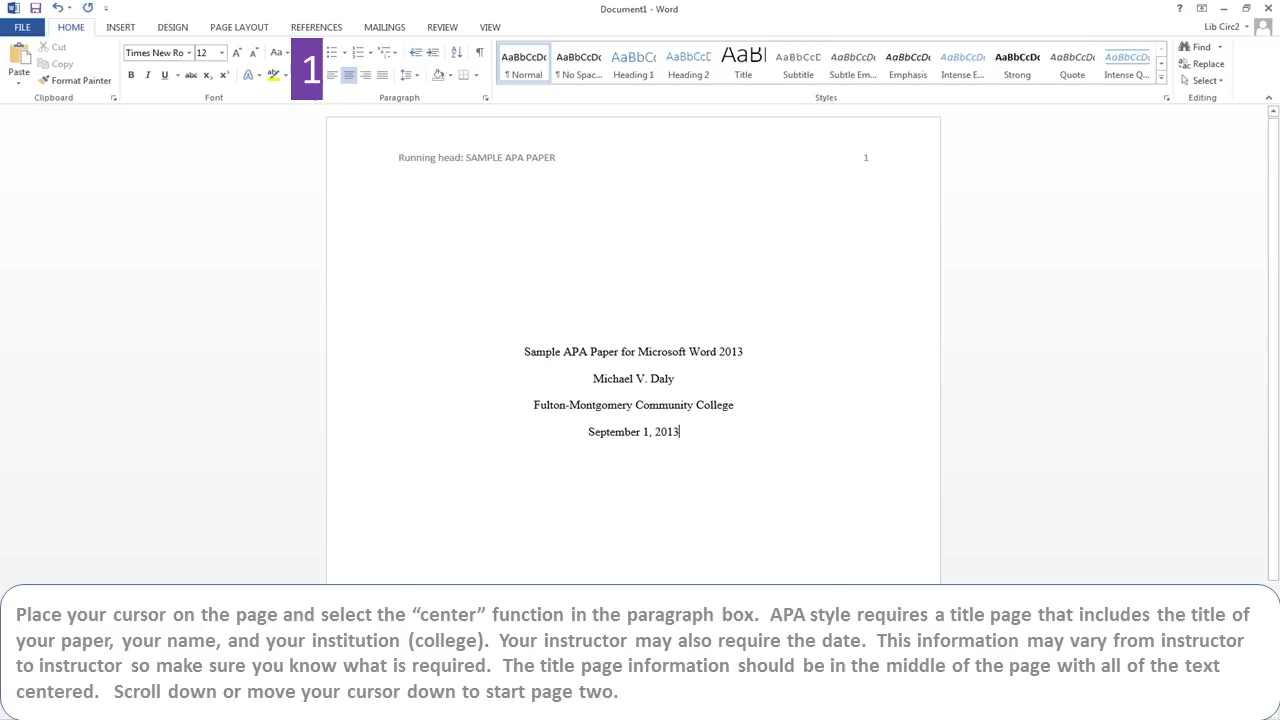 Document1 - Word
FILE HOME INSERT DESIGN PAGE LAYOUT REFERENCES MAILINGS REVIEW VIEW Lib Circ2
Paste
Cut
Copy
Format Painter
Clipboard
Times New Ro 12 Aa
B I U abc x₂ x² A
Font
1
Paragraph
AaBbCcDc AaBbCcDc AaBbCc AaBbCcD AaBl AaBbCcD AaBbCcDc AaBbCcDc AaBbCcDc AaBbCcDc AaBbCcDc AaBbCcDc
¶ Normal ¶ No Spac... Heading 1 Heading 2 Title Subtitle Subtle Em... Emphasis Intense E... Strong Quote Intense Q...
Styles
Find
Replace
Select
Editing
Running head: SAMPLE APA PAPER 1
Sample APA Paper for Microsoft Word 2013
Michael V. Daly
Fulton-Montgomery Community College
September 1, 2013
Place your cursor on the page and select the “center” function in the paragraph box. APA style requires a title page that includes the title of
your paper, your name, and your institution (college). Your instructor may also require the date. This information may vary from instructor
to instructor so make sure you know what is required. The title page information should be in the middle of the page with all of the text
centered. Scroll down or move your cursor down to start page two.